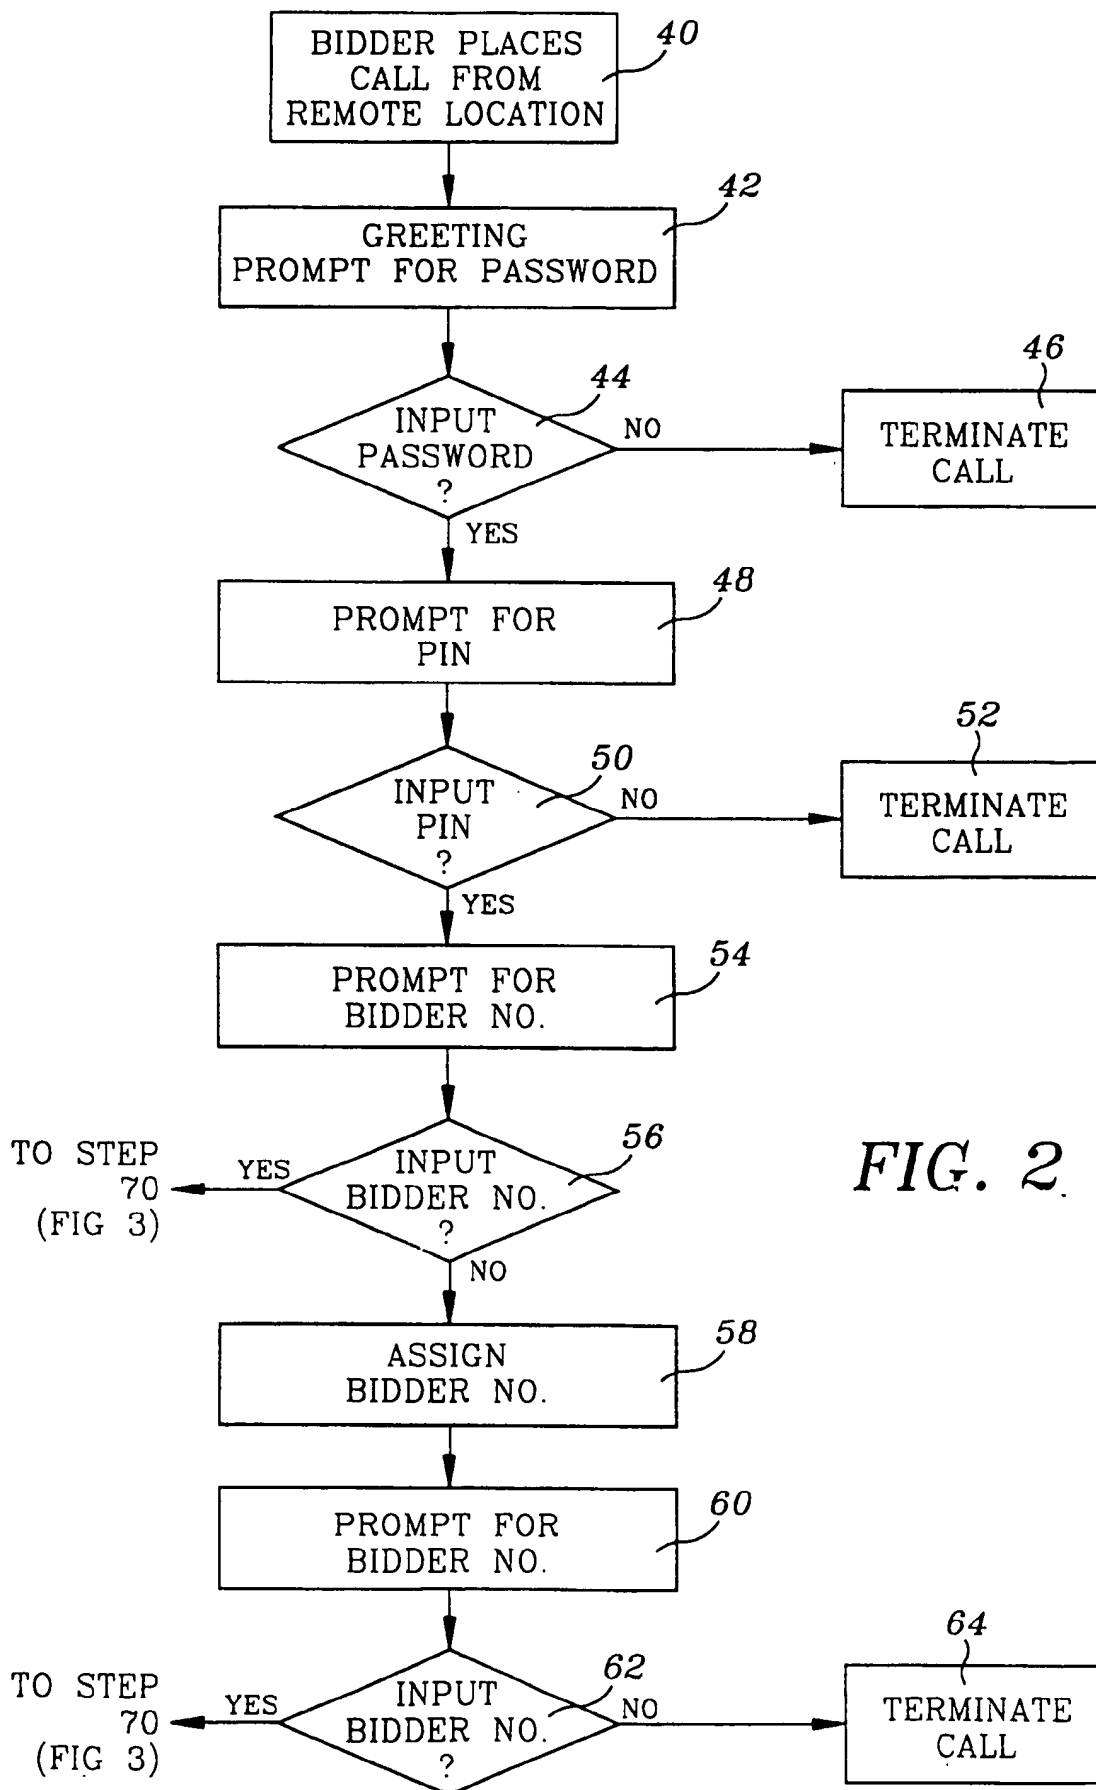 BIDDER PLACES
CALL FROM
REMOTE LOCATION
40
GREETING
PROMPT FOR PASSWORD
42
INPUT
PASSWORD
?
44
NO
TERMINATE
CALL
46
YES
PROMPT FOR
PIN
48
INPUT
PIN
?
50
NO
TERMINATE
CALL
52
YES
PROMPT FOR
BIDDER NO.
54
INPUT
BIDDER NO.
?
56
YES
TO STEP
70
(FIG 3)
NO
FIG. 2
ASSIGN
BIDDER NO.
58
PROMPT FOR
BIDDER NO.
60
INPUT
BIDDER NO.
?
62
YES
TO STEP
70
(FIG 3)
NO
TERMINATE
CALL
64